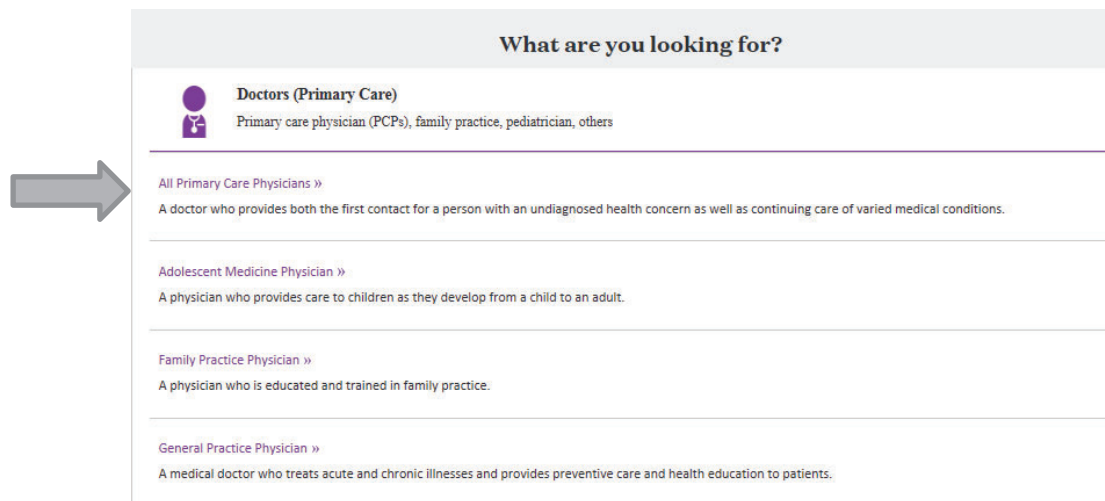 What are you looking for?
Doctors (Primary Care)
Primary care physician (PCPs), family practice, pediatrician, others
All Primary Care Physicians »
A doctor who provides both the first contact for a person with an undiagnosed health concern as well as continuing care of varied medical conditions.
Adolescent Medicine Physician »
A physician who provides care to children as they develop from a child to an adult.
Family Practice Physician »
A physician who is educated and trained in family practice.
General Practice Physician »
A medical doctor who treats acute and chronic illnesses and provides preventive care and health education to patients.